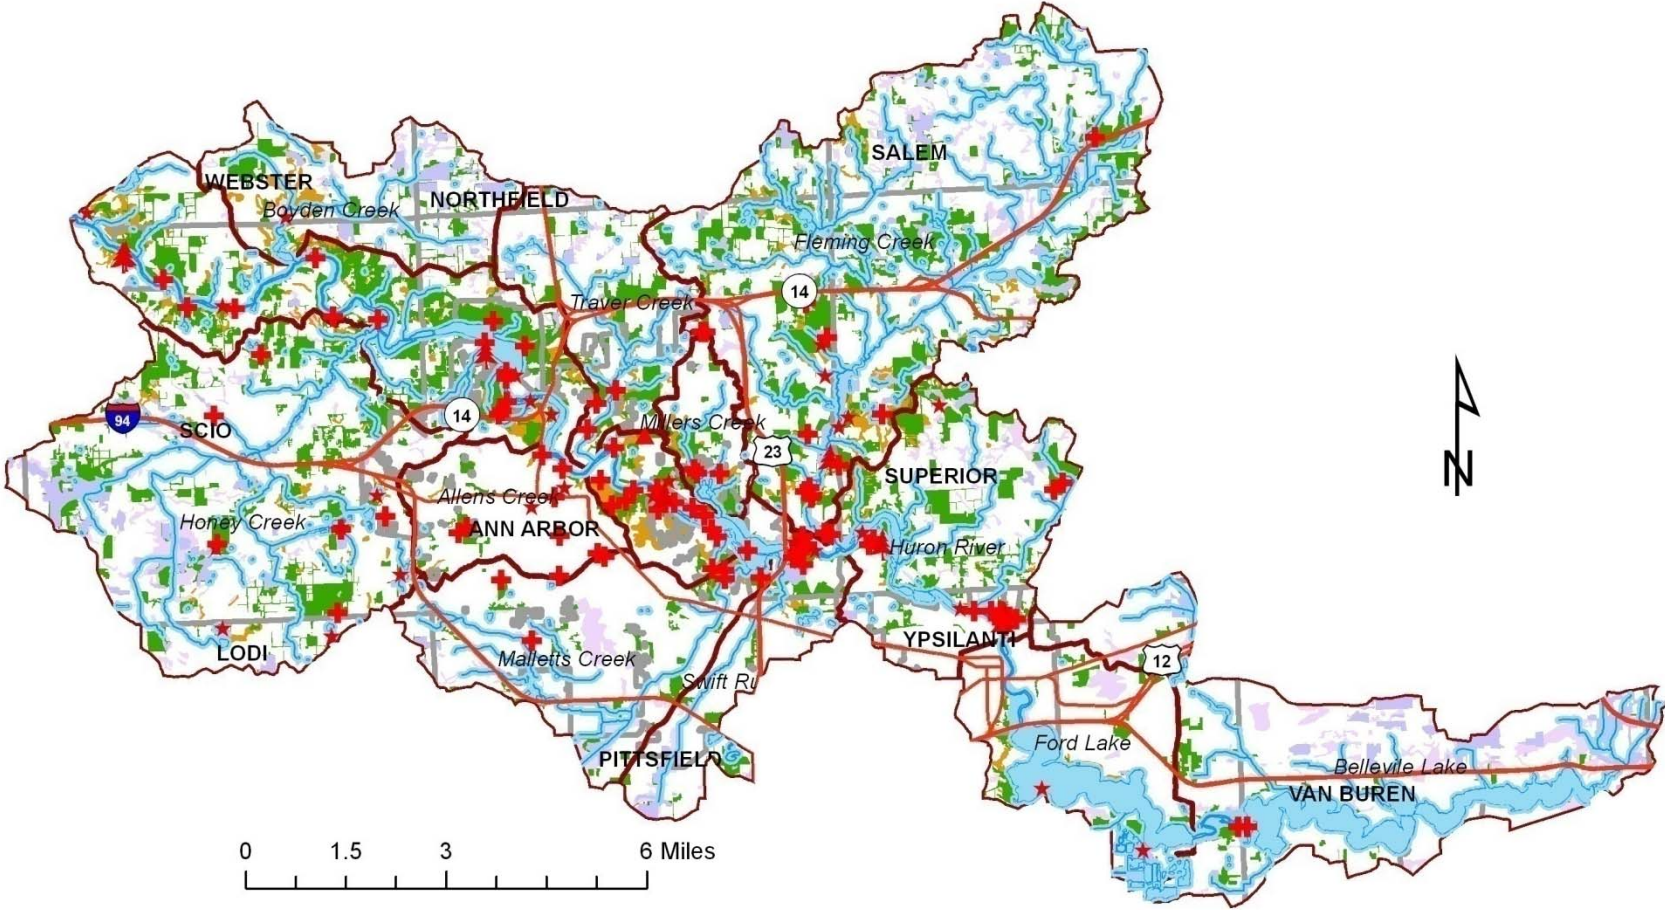 SALEM
WEBSTER
NORTHFIELD
Boyden Creek
Fleming Creek
14
Traver Creek
14
94
SCIO
Millers Creek
23
SUPERIOR
Allens Creek
Honey Creek
ANN ARBOR
Huron River
N
YPSILANTI
LODI
Malletts Creek
12
Swift Ru
Ford Lake
PITTSFIELD
Bellevile Lake
VAN BUREN
0 1.5 3 6 Miles